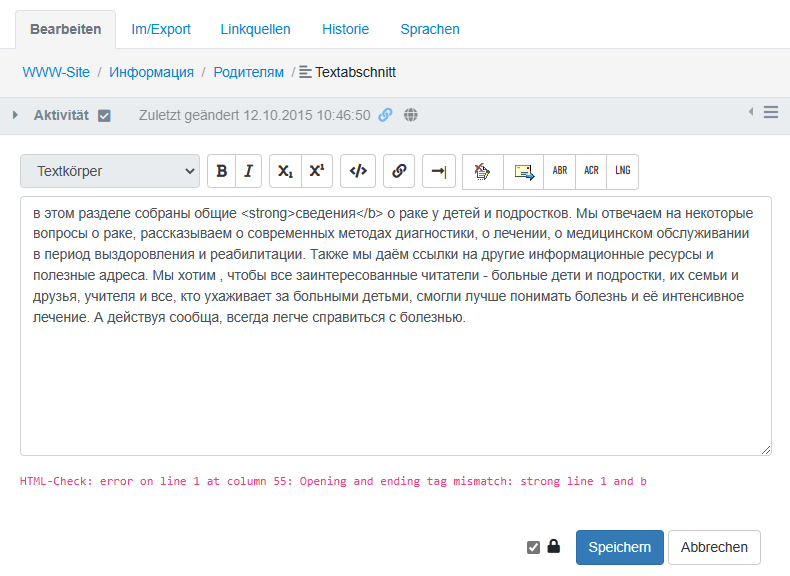 Bearbeiten Im/Export Linkquellen Historie Sprachen
WWW-Site / Информация / Родителям / Textabschnitt
Aktivität Zuletzt geändert 12.10.2015 10:46:50
Textkörper B I X₁ X¹ </> ABR ACR LNG
в этом разделе собраны общие <strong>сведения</b> о раке у детей и подростков. Мы отвечаем на некоторые
вопросы о раке, рассказываем о современных методах диагностики, о лечении, о медицинском обслуживании
в период выздоровления и реабилитации. Также мы даём ссылки на другие информационные ресурсы и
полезные адреса. Мы хотим , чтобы все заинтересованные читатели - больные дети и подростки, их семьи и
друзья, учителя и все, кто ухаживает за больными детьми, смогли лучше понимать болезнь и её интенсивное
лечение. А действуя сообща, всегда легче справиться с болезнью.
HTML-Check: error on line 1 at column 55: Opening and ending tag mismatch: strong line 1 and b
Speichern Abbrechen